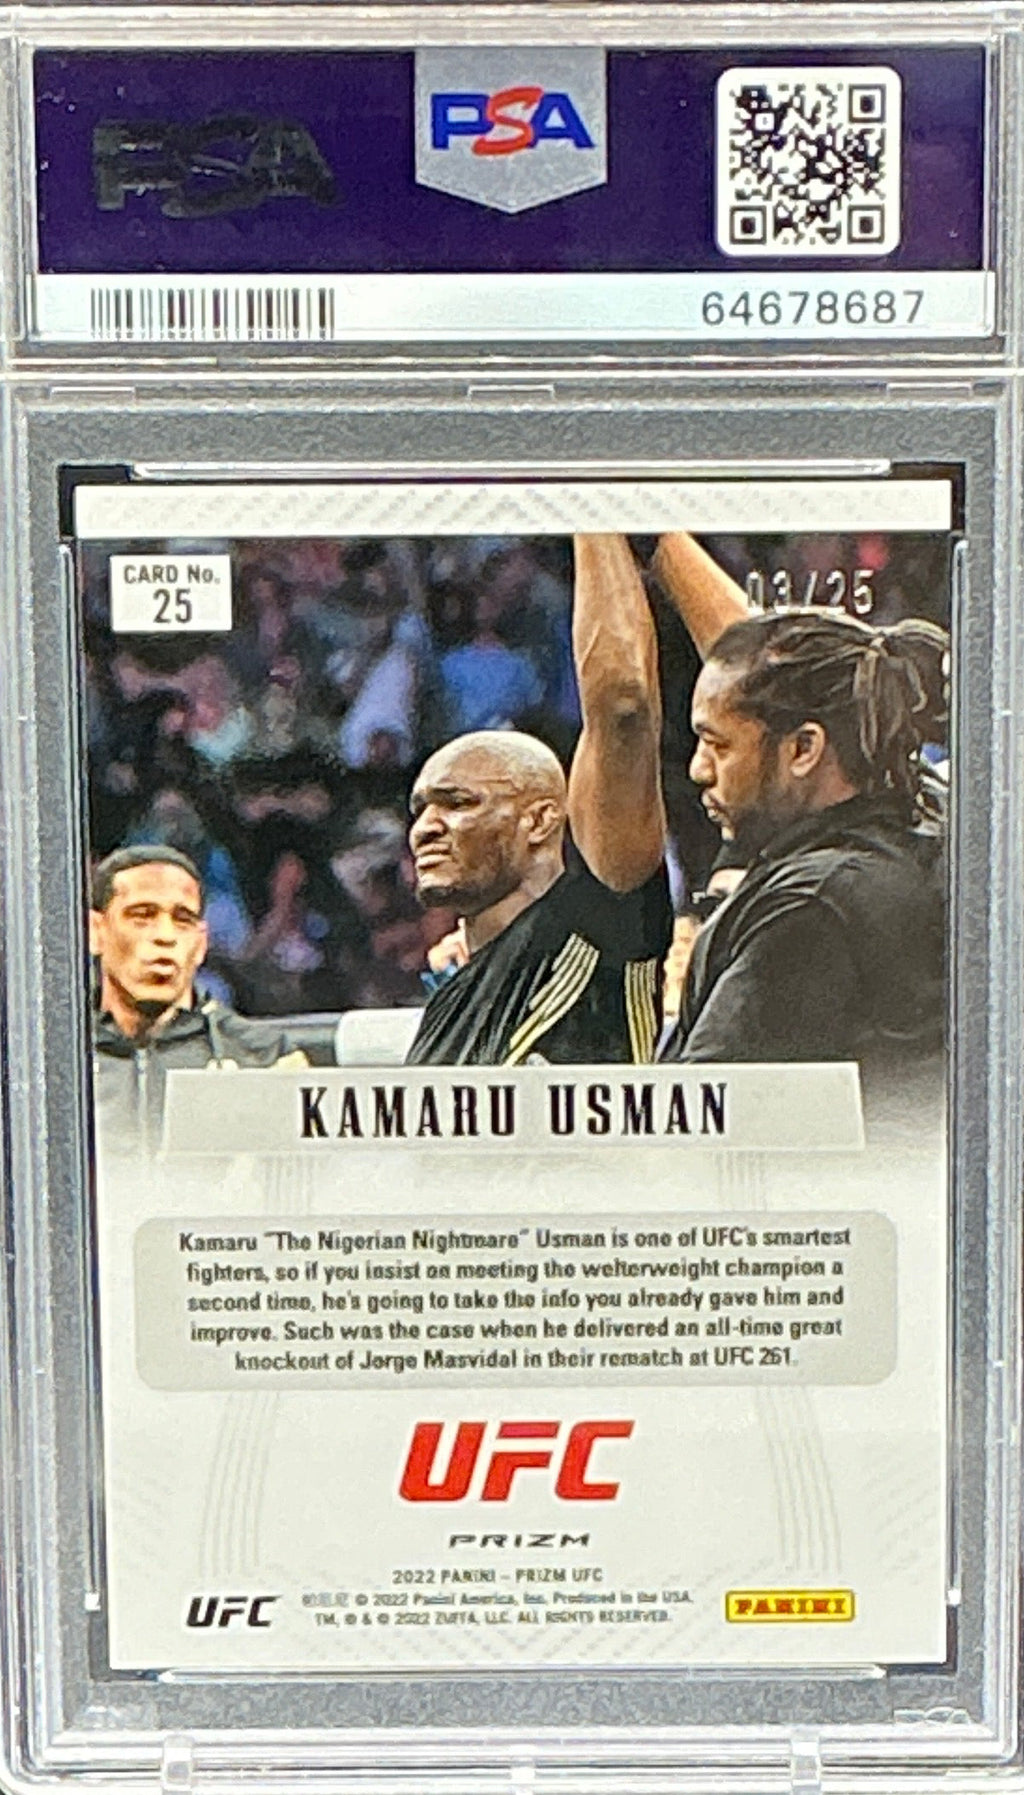 PSA
PSA
64678687
CARD No.
25
03/25
KAMARU USMAN
Kamaru "The Nigerian Nightmare" Usman is one of UFC's smartest
fighters, so if you insist on meeting the welterweight champion a
second time, he's going to take the info you already gave him and
improve. Such was the case when he delivered an all-time great
knockout of Jorge Masvidal in their rematch at UFC 261.
UFC
PRIZM
2022 PANINI – PRIZM UFC
© 2022 Panini America, Inc. Produced in the USA.
TM, ® & © 2022 ZUFFA, LLC. ALL RIGHTS RESERVED.
UFC
PANINI
PSA